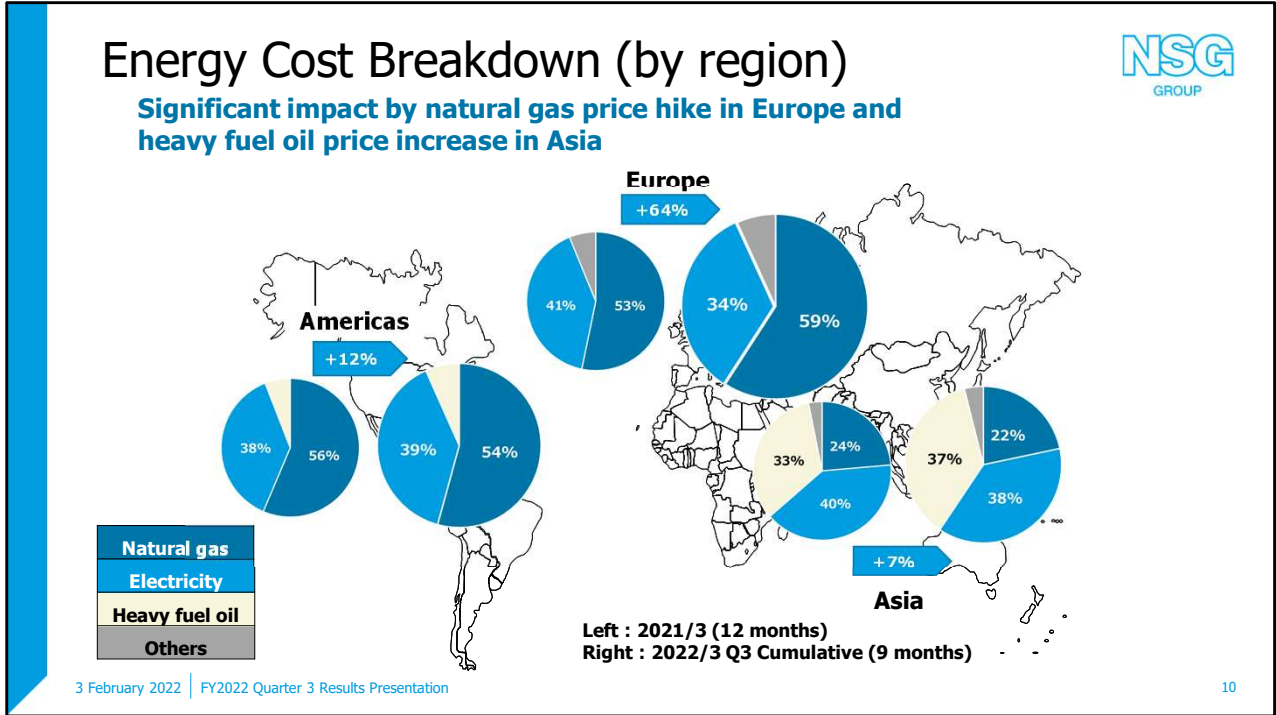 Energy Cost Breakdown (by region)
Significant impact by natural gas price hike in Europe and
heavy fuel oil price increase in Asia
NSG
GROUP
Europe
+64%
41%
53%
34%
59%
Americas
+12%
38%
56%
39%
54%
33%
24%
40%
37%
22%
38%
+7%
Asia
Natural gas
Electricity
Heavy fuel oil
Others
Left : 2021/3 (12 months)
Right : 2022/3 Q3 Cumulative (9 months)
3 February 2022 | FY2022 Quarter 3 Results Presentation
10